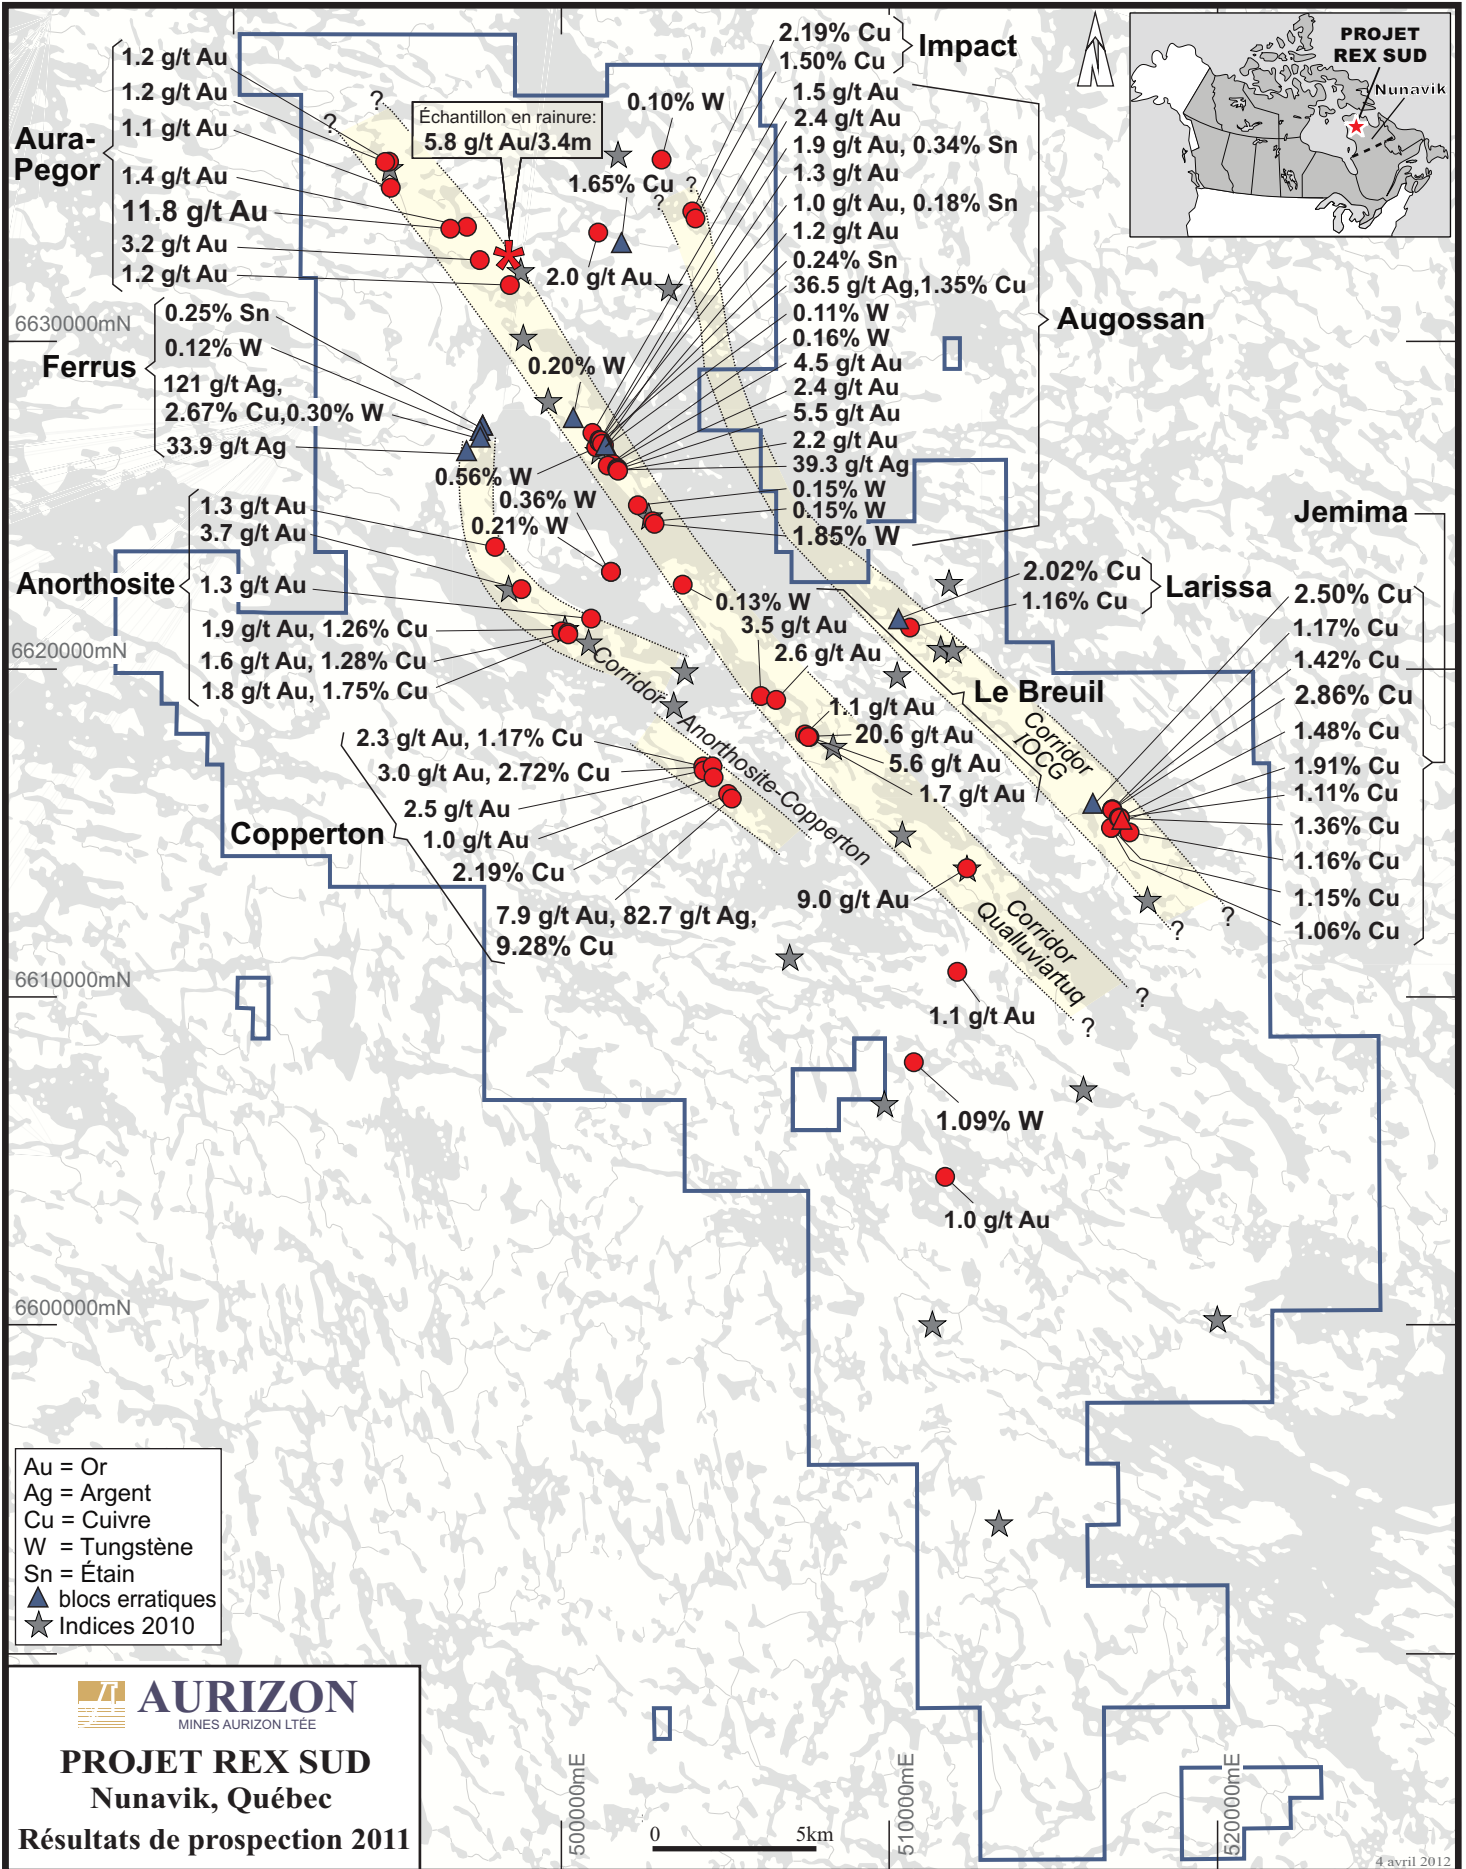 Aura-
Pegor
1.2 g/t Au
1.2 g/t Au
1.1 g/t Au
1.4 g/t Au
11.8 g/t Au
3.2 g/t Au
1.2 g/t Au
?
?
Échantillon en rainure:
5.8 g/t Au/3.4m
0.10% W
1.65% Cu
2.0 g/t Au
?
?
2.19% Cu
1.50% Cu
Impact
1.5 g/t Au
2.4 g/t Au
1.9 g/t Au, 0.34% Sn
1.3 g/t Au
1.0 g/t Au, 0.18% Sn
1.2 g/t Au
0.24% Sn
36.5 g/t Ag,1.35% Cu
0.11% W
0.16% W
4.5 g/t Au
2.4 g/t Au
5.5 g/t Au
2.2 g/t Au
39.3 g/t Ag
0.15% W
0.15% W
1.85% W
Augossan
PROJET
REX SUD
Nunavik
6630000mN
Ferrus
0.25% Sn
0.12% W
121 g/t Ag,
2.67% Cu,0.30% W
33.9 g/t Ag
0.20% W
0.56% W
0.36% W
0.21% W
Anorthosite
1.3 g/t Au
3.7 g/t Au
1.3 g/t Au
1.9 g/t Au, 1.26% Cu
1.6 g/t Au, 1.28% Cu
1.8 g/t Au, 1.75% Cu
6620000mN
0.13% W
3.5 g/t Au
2.6 g/t Au
1.1 g/t Au
20.6 g/t Au
5.6 g/t Au
1.7 g/t Au
Le Breuil
2.02% Cu
1.16% Cu
Larissa
Jemima
2.50% Cu
1.17% Cu
1.42% Cu
2.86% Cu
1.48% Cu
1.91% Cu
1.11% Cu
1.36% Cu
1.16% Cu
1.15% Cu
1.06% Cu
Corridor
IOCG
?
?
Corridor Anorthosite-Copperton
Copperton
2.3 g/t Au, 1.17% Cu
3.0 g/t Au, 2.72% Cu
2.5 g/t Au
1.0 g/t Au
2.19% Cu
7.9 g/t Au, 82.7 g/t Ag,
9.28% Cu
9.0 g/t Au
Corridor
Qualluviartuq
?
?
6610000mN
1.1 g/t Au
1.09% W
1.0 g/t Au
6600000mN
Au = Or
Ag = Argent
Cu = Cuivre
W = Tungstène
Sn = Étain
blocs erratiques
Indices 2010
AURIZON
MINES AURIZON LTÉE
PROJET REX SUD
Nunavik, Québec
Résultats de prospection 2011
500000mE
510000mE
520000mE
0 5km
4 avril 2012